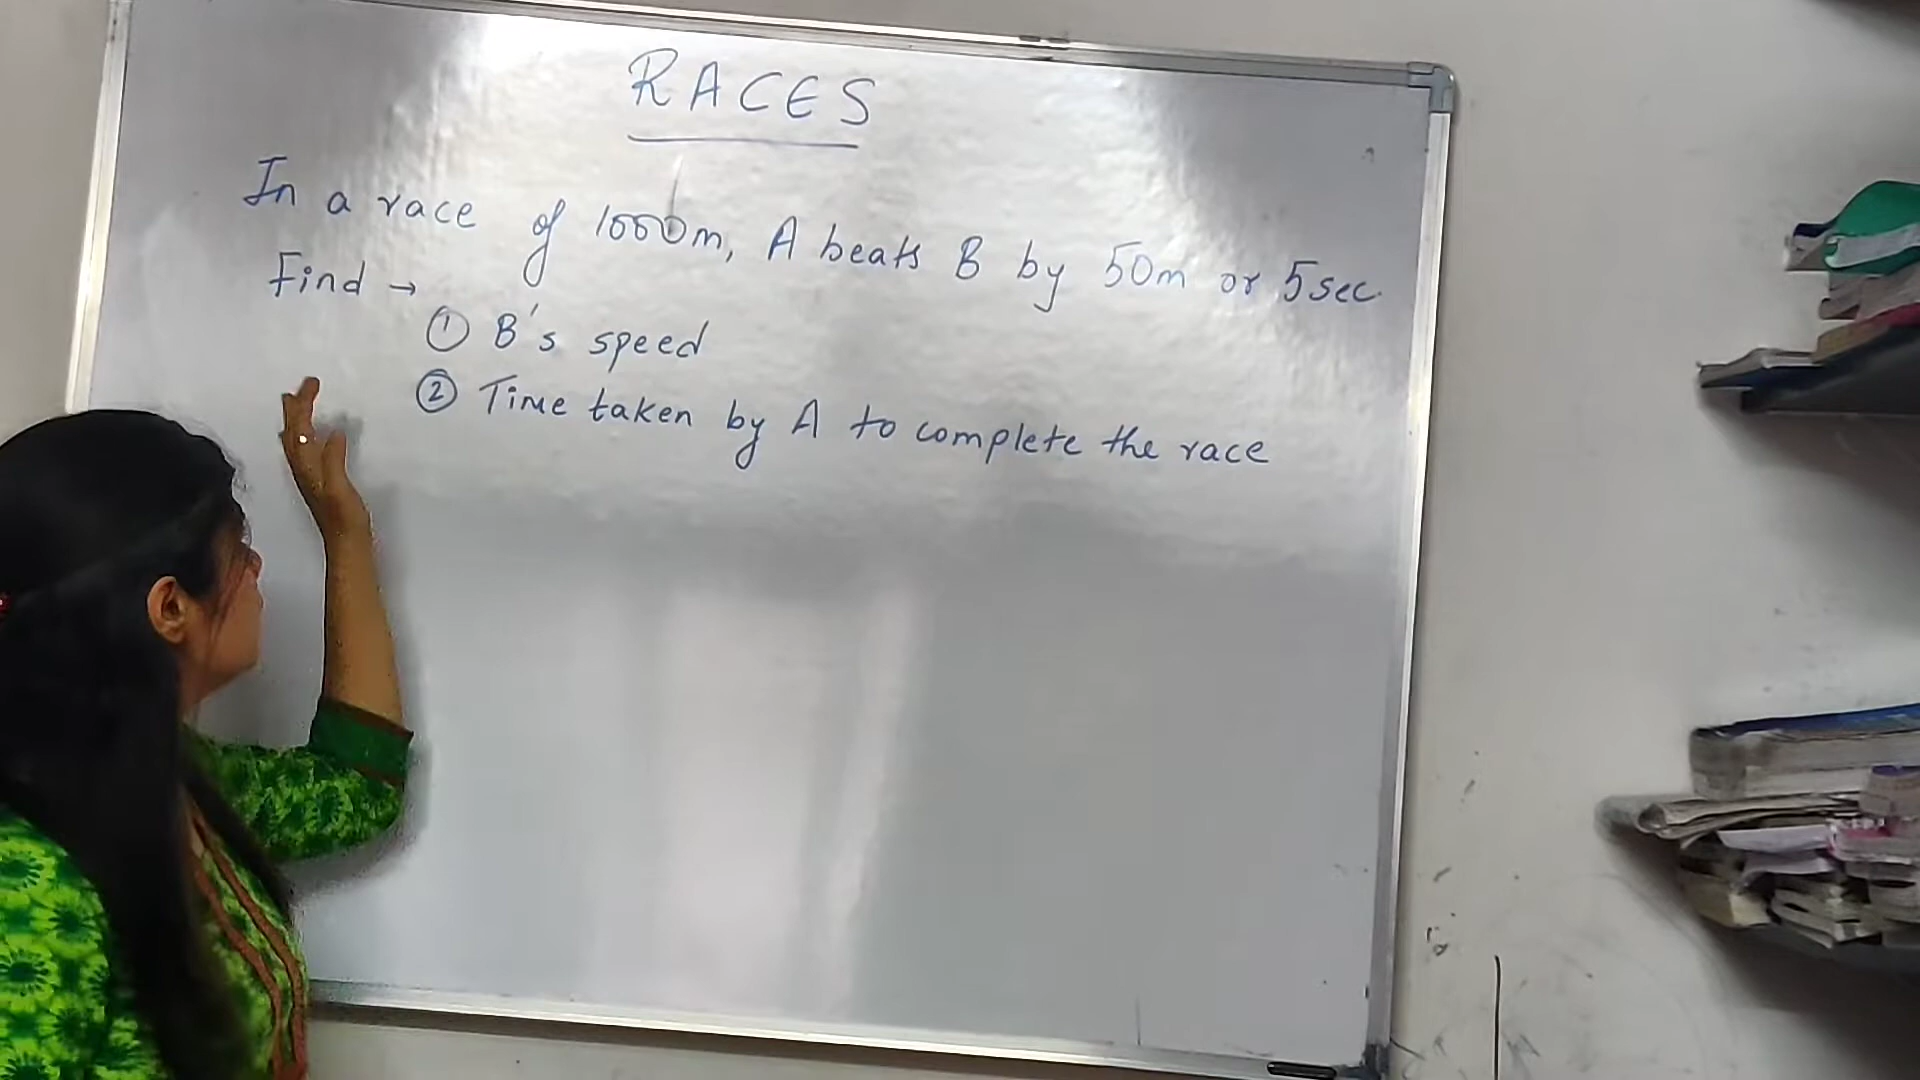 RACES
In a race of 1000m, A beats B by 50m or 5sec.
Find →
① B's speed
② Time taken by A to complete the race